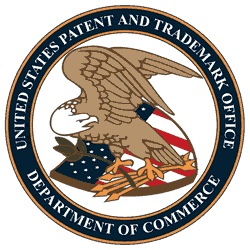 UNITED STATES PATENT AND TRADEMARK OFFICE
DEPARTMENT OF COMMERCE